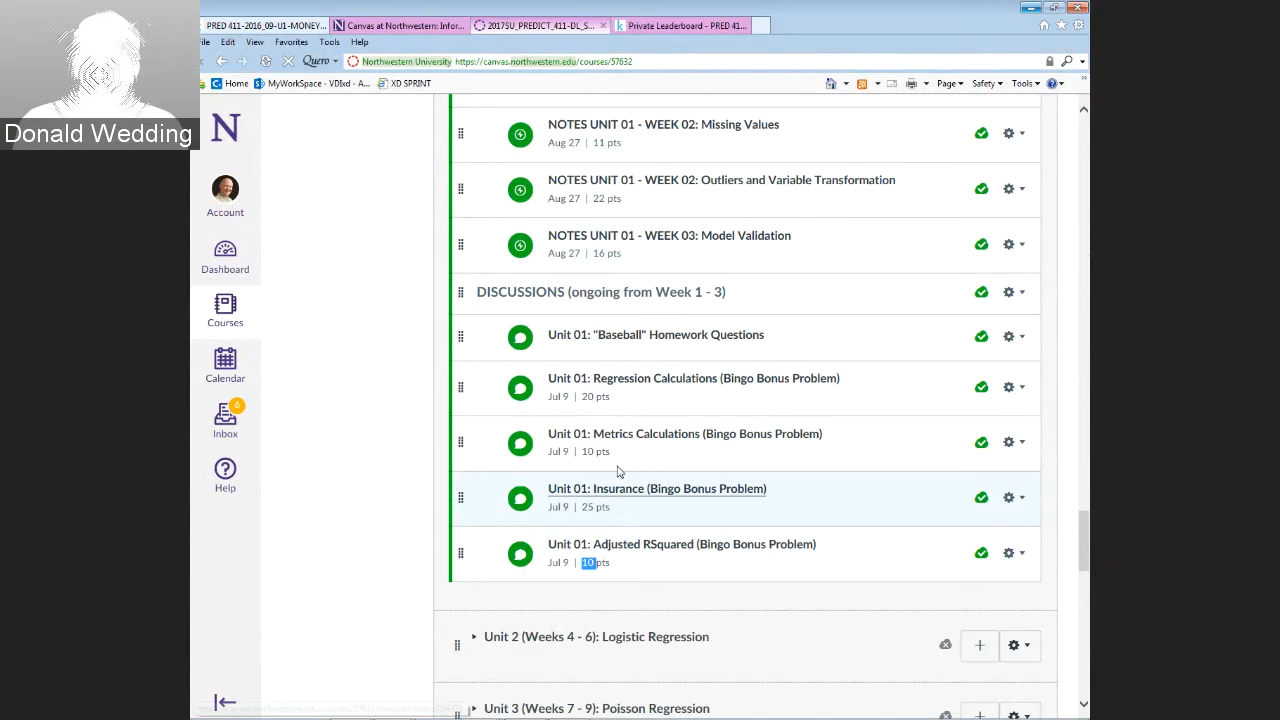 PRED 411-2016_09-U1-MONEY...
Canvas at Northwestern: Infor...
2017SU_PREDICT_411-DL_S...
Private Leaderboard - PRED 41...
File Edit View Favorites Tools Help
Quero
Northwestern University https://canvas.northwestern.edu/courses/57632
Home MyWorkSpace - VDIxd - A... XD SPRINT
Page Safety Tools
Donald Wedding
N
Account
Dashboard
Courses
Calendar
6
Inbox
Help
NOTES UNIT 01 - WEEK 02: Missing Values
Aug 27 | 11 pts
NOTES UNIT 01 - WEEK 02: Outliers and Variable Transformation
Aug 27 | 22 pts
NOTES UNIT 01 - WEEK 03: Model Validation
Aug 27 | 16 pts
DISCUSSIONS (ongoing from Week 1 - 3)
Unit 01: "Baseball" Homework Questions
Unit 01: Regression Calculations (Bingo Bonus Problem)
Jul 9 | 20 pts
Unit 01: Metrics Calculations (Bingo Bonus Problem)
Jul 9 | 10 pts
Unit 01: Insurance (Bingo Bonus Problem)
Jul 9 | 25 pts
Unit 01: Adjusted RSquared (Bingo Bonus Problem)
Jul 9 | 10 pts
Unit 2 (Weeks 4 - 6): Logistic Regression
Unit 3 (Weeks 7 - 9): Poisson Regression